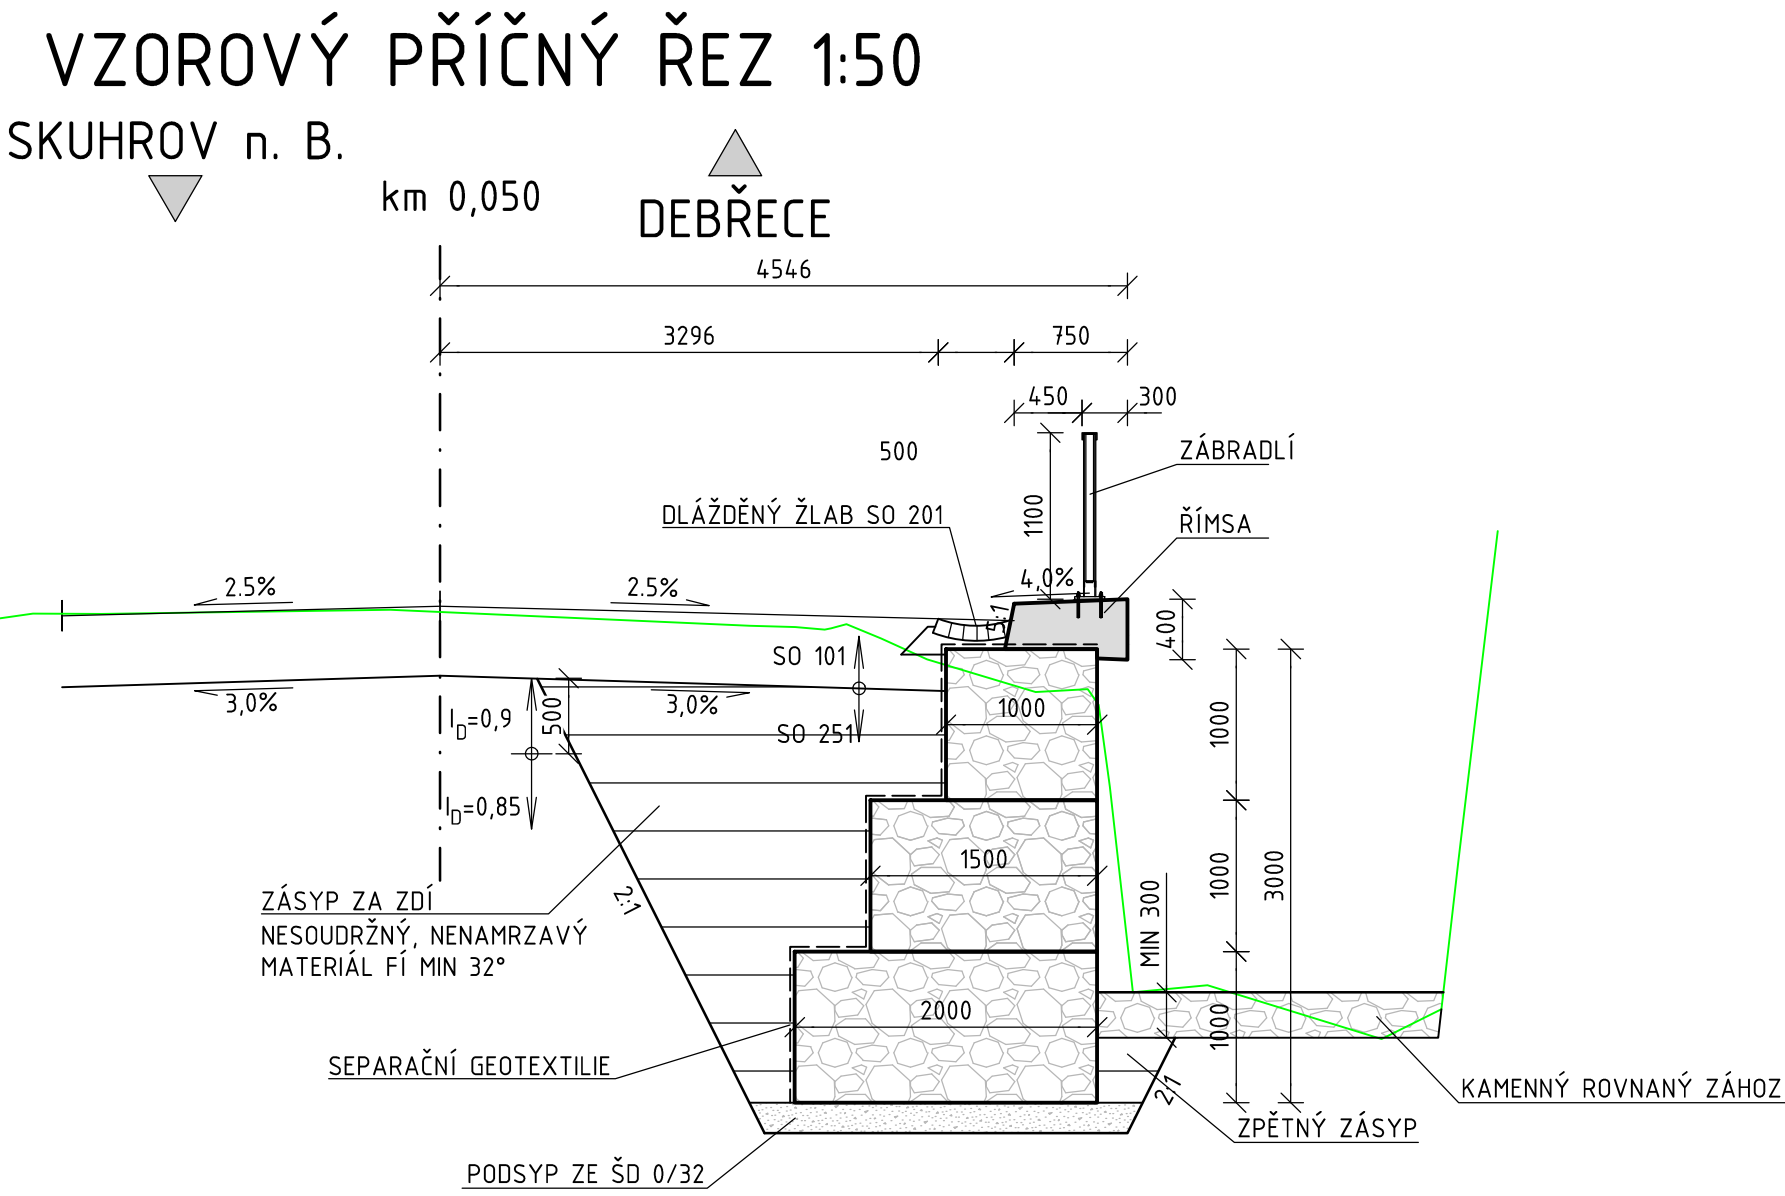 VZOROVÝ PŘÍČNÝ ŘEZ 1:50
SKUHROV n. B.
km 0,050
DEBŘECE
4546
3296
750
450
300
500
ZÁBRADLÍ
1100
DLÁŽDĚNÝ ŽLAB SO 201
ŘÍMSA
2.5%
2.5%
4,0%
5:1
400
SO 101
3,0%
3,0%
I_D=0,9
500
SO 251
1000
1000
I_D=0,85
1500
1000
3000
ZÁSYP ZA ZDÍ
NESOUDRŽNÝ, NENAMRZAVÝ
MATERIÁL FÍ MIN 32°
2:1
MIN 300
2000
1000
SEPARAČNÍ GEOTEXTILIE
2:1
KAMENNÝ ROVNANÝ ZÁHOZ
ZPĚTNÝ ZÁSYP
PODSYP ZE ŠD 0/32